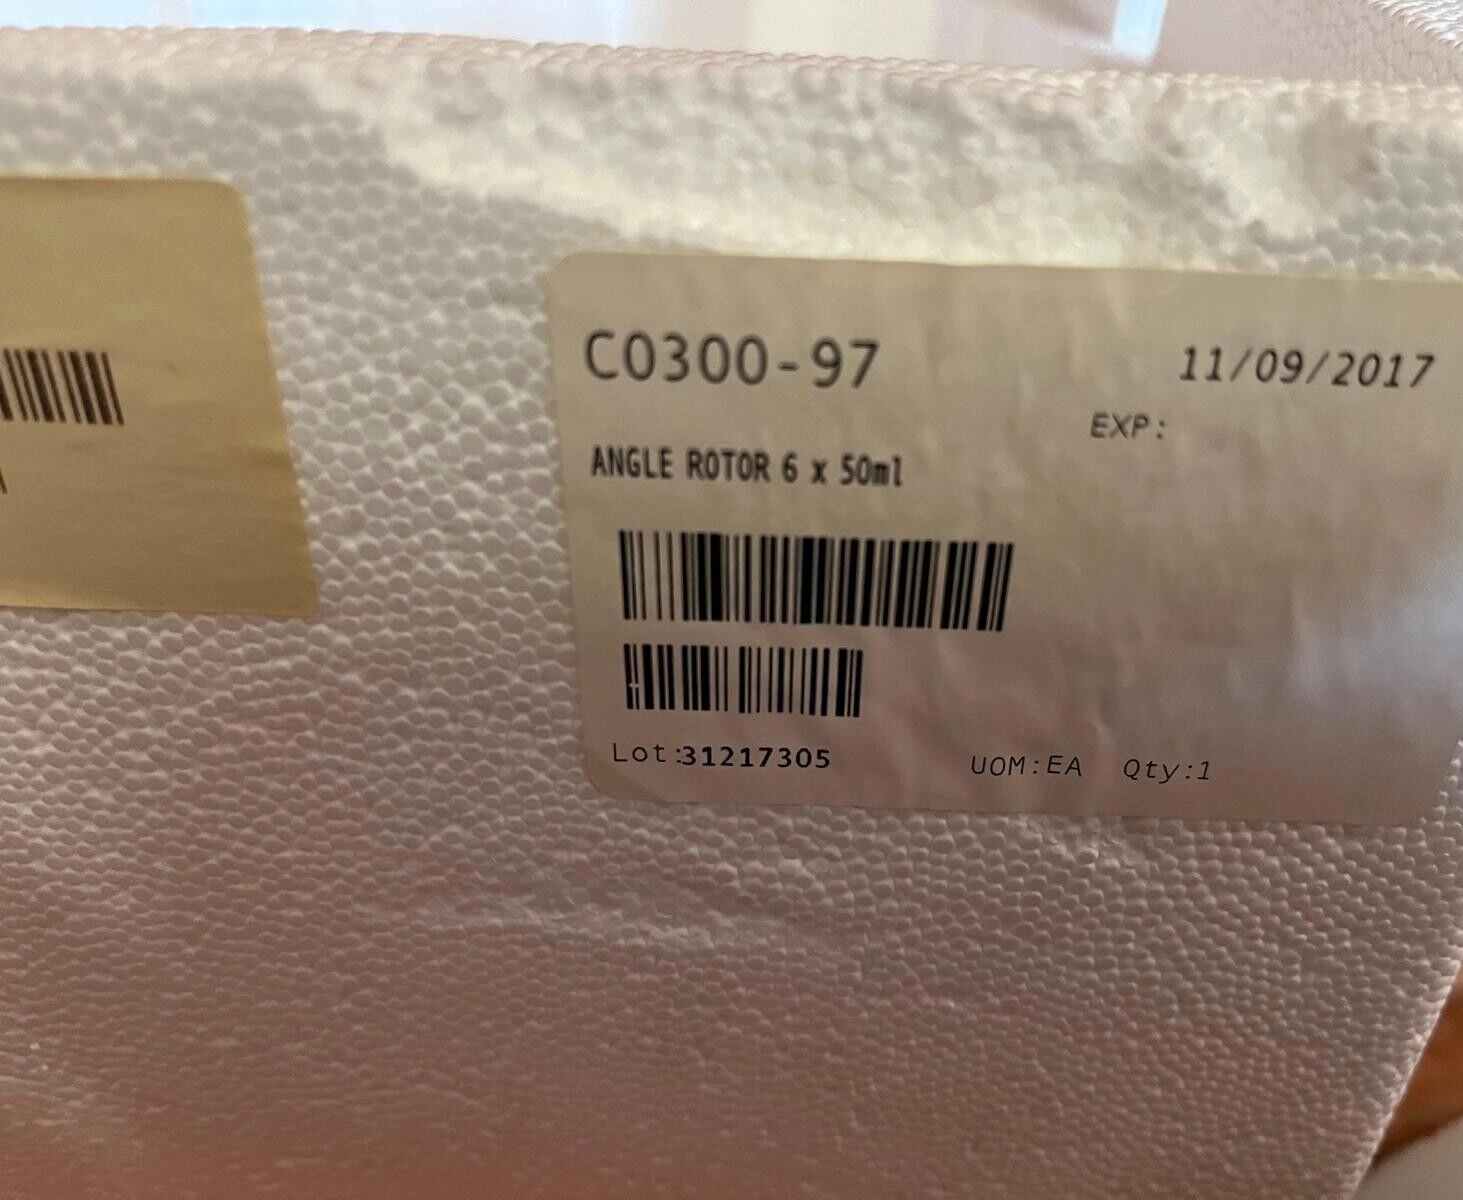 C0300-97
11/09/2017
EXP:
ANGLE ROTOR 6 x 50ml
Lot:31217305
UOM:EA Qty:1